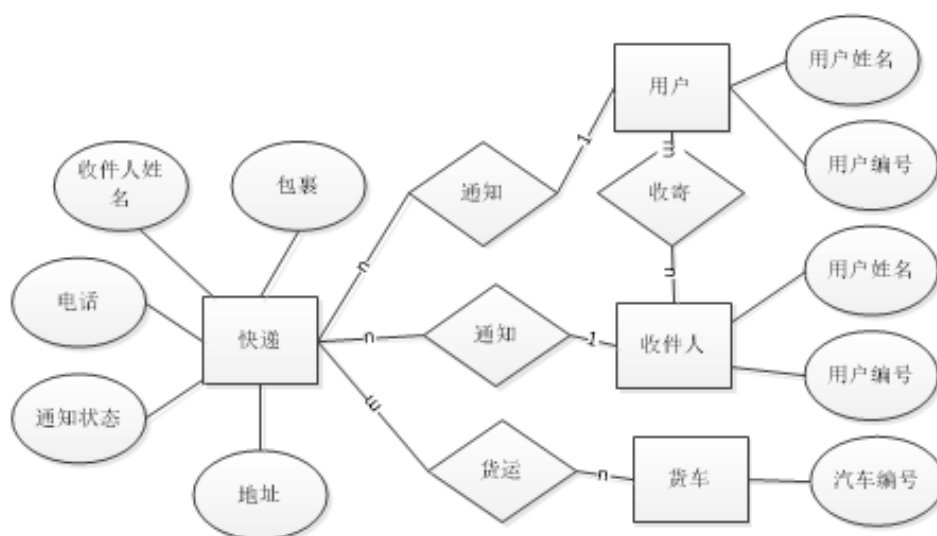 用户
用户姓名
用户编号
1
m
通知
收寄
收件人姓
名
包裹
n
n
用户姓名
电话
快递
n
通知
1
收件人
用户编号
通知状态
m
货运
n
货车
汽车编号
地址